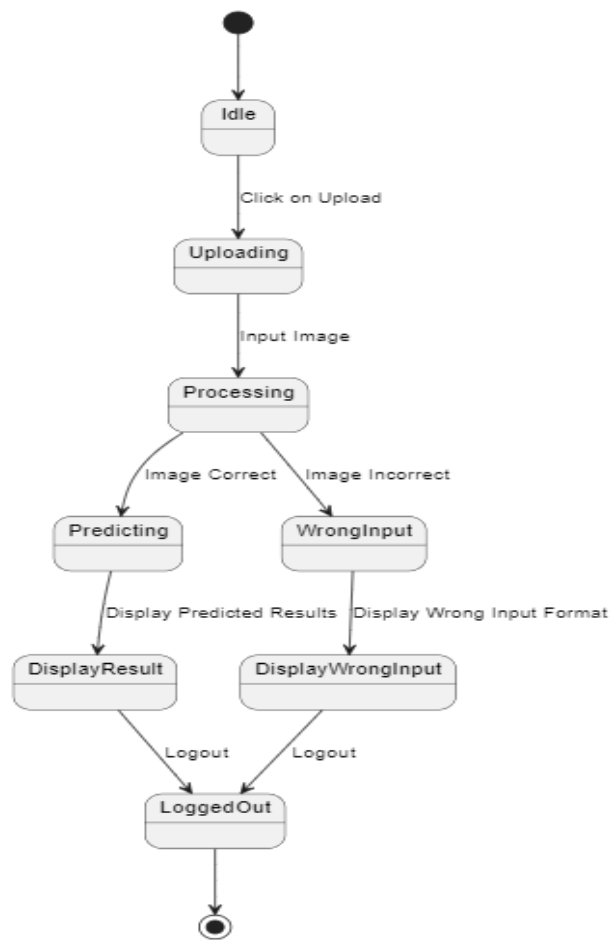 Idle
Click on Upload
Uploading
Input Image
Processing
Image Correct
Image Incorrect
Predicting
WrongInput
Display Predicted Results
Display Wrong Input Format
DisplayResult
DisplayWrongInput
Logout
Logout
LoggedOut